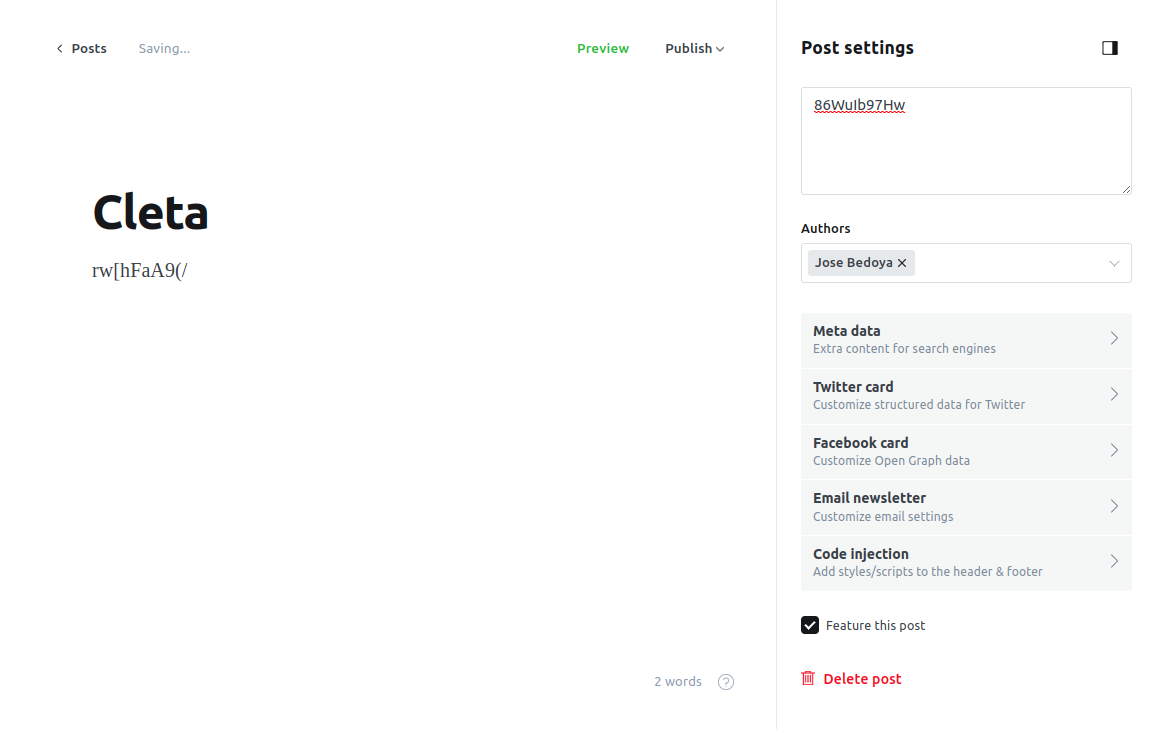 Posts
Saving...
Preview
Publish
Cleta
rw[hFaA9(/
2 words
?
Post settings
86WuIb97Hw
Authors
Jose Bedoya
Meta data
Extra content for search engines
Twitter card
Customize structured data for Twitter
Facebook card
Customize Open Graph data
Email newsletter
Customize email settings
Code injection
Add styles/scripts to the header & footer
Feature this post
Delete post